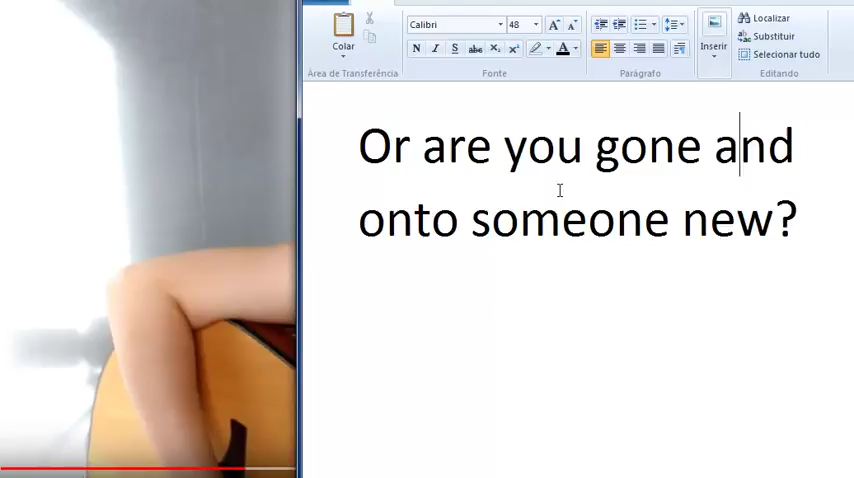 Calibri
48
Localizar
Substituir
Selecionar tudo
Colar
Inserir
N I S abc X₂ X² A
Área de Transferência
Fonte
Parágrafo
Editando
Or are you gone and
onto someone new?